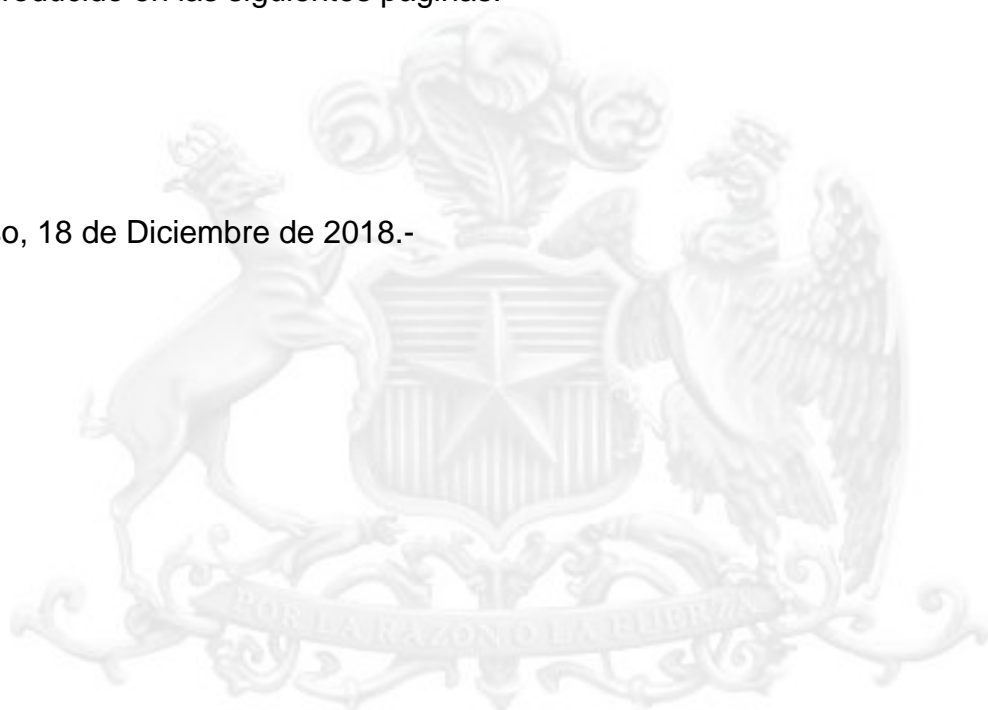 roducido en las siguientes páginas.
o, 18 de Diciembre de 2018.-
POR LA RAZON O LA FUERZA